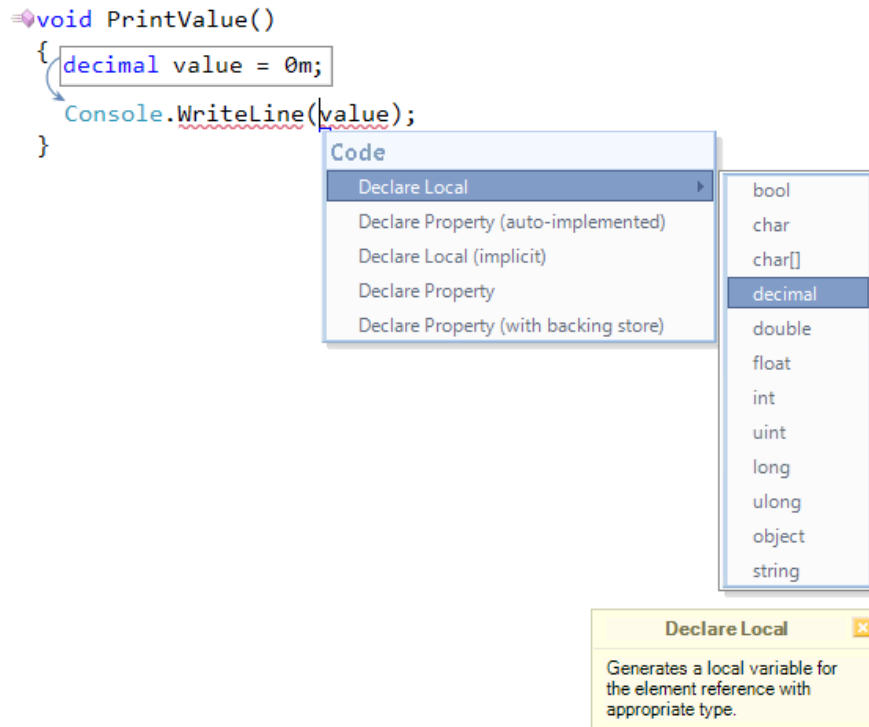 void PrintValue()
{
decimal value = 0m;
Console.WriteLine(value);
}
Code
Declare Local
Declare Property (auto-implemented)
Declare Local (implicit)
Declare Property
Declare Property (with backing store)
bool
char
char[]
decimal
double
float
int
uint
long
ulong
object
string
Declare Local
Generates a local variable for
the element reference with
appropriate type.